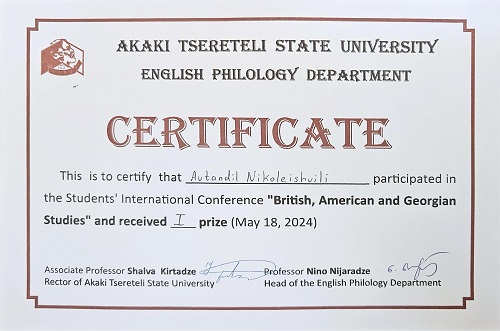 AKAKI TSERETELI STATE UNIVERSITY
ENGLISH PHILOLOGY DEPARTMENT
CERTIFICATE
This is to certify that Avtandil Nikoleishvili participated in
the Students' International Conference "British, American and Georgian
Studies" and received I prize (May 18, 2024)
Associate Professor Shalva Kirtadze
Rector of Akaki Tsereteli State University
Professor Nino Nijaradze
Head of the English Philology Department